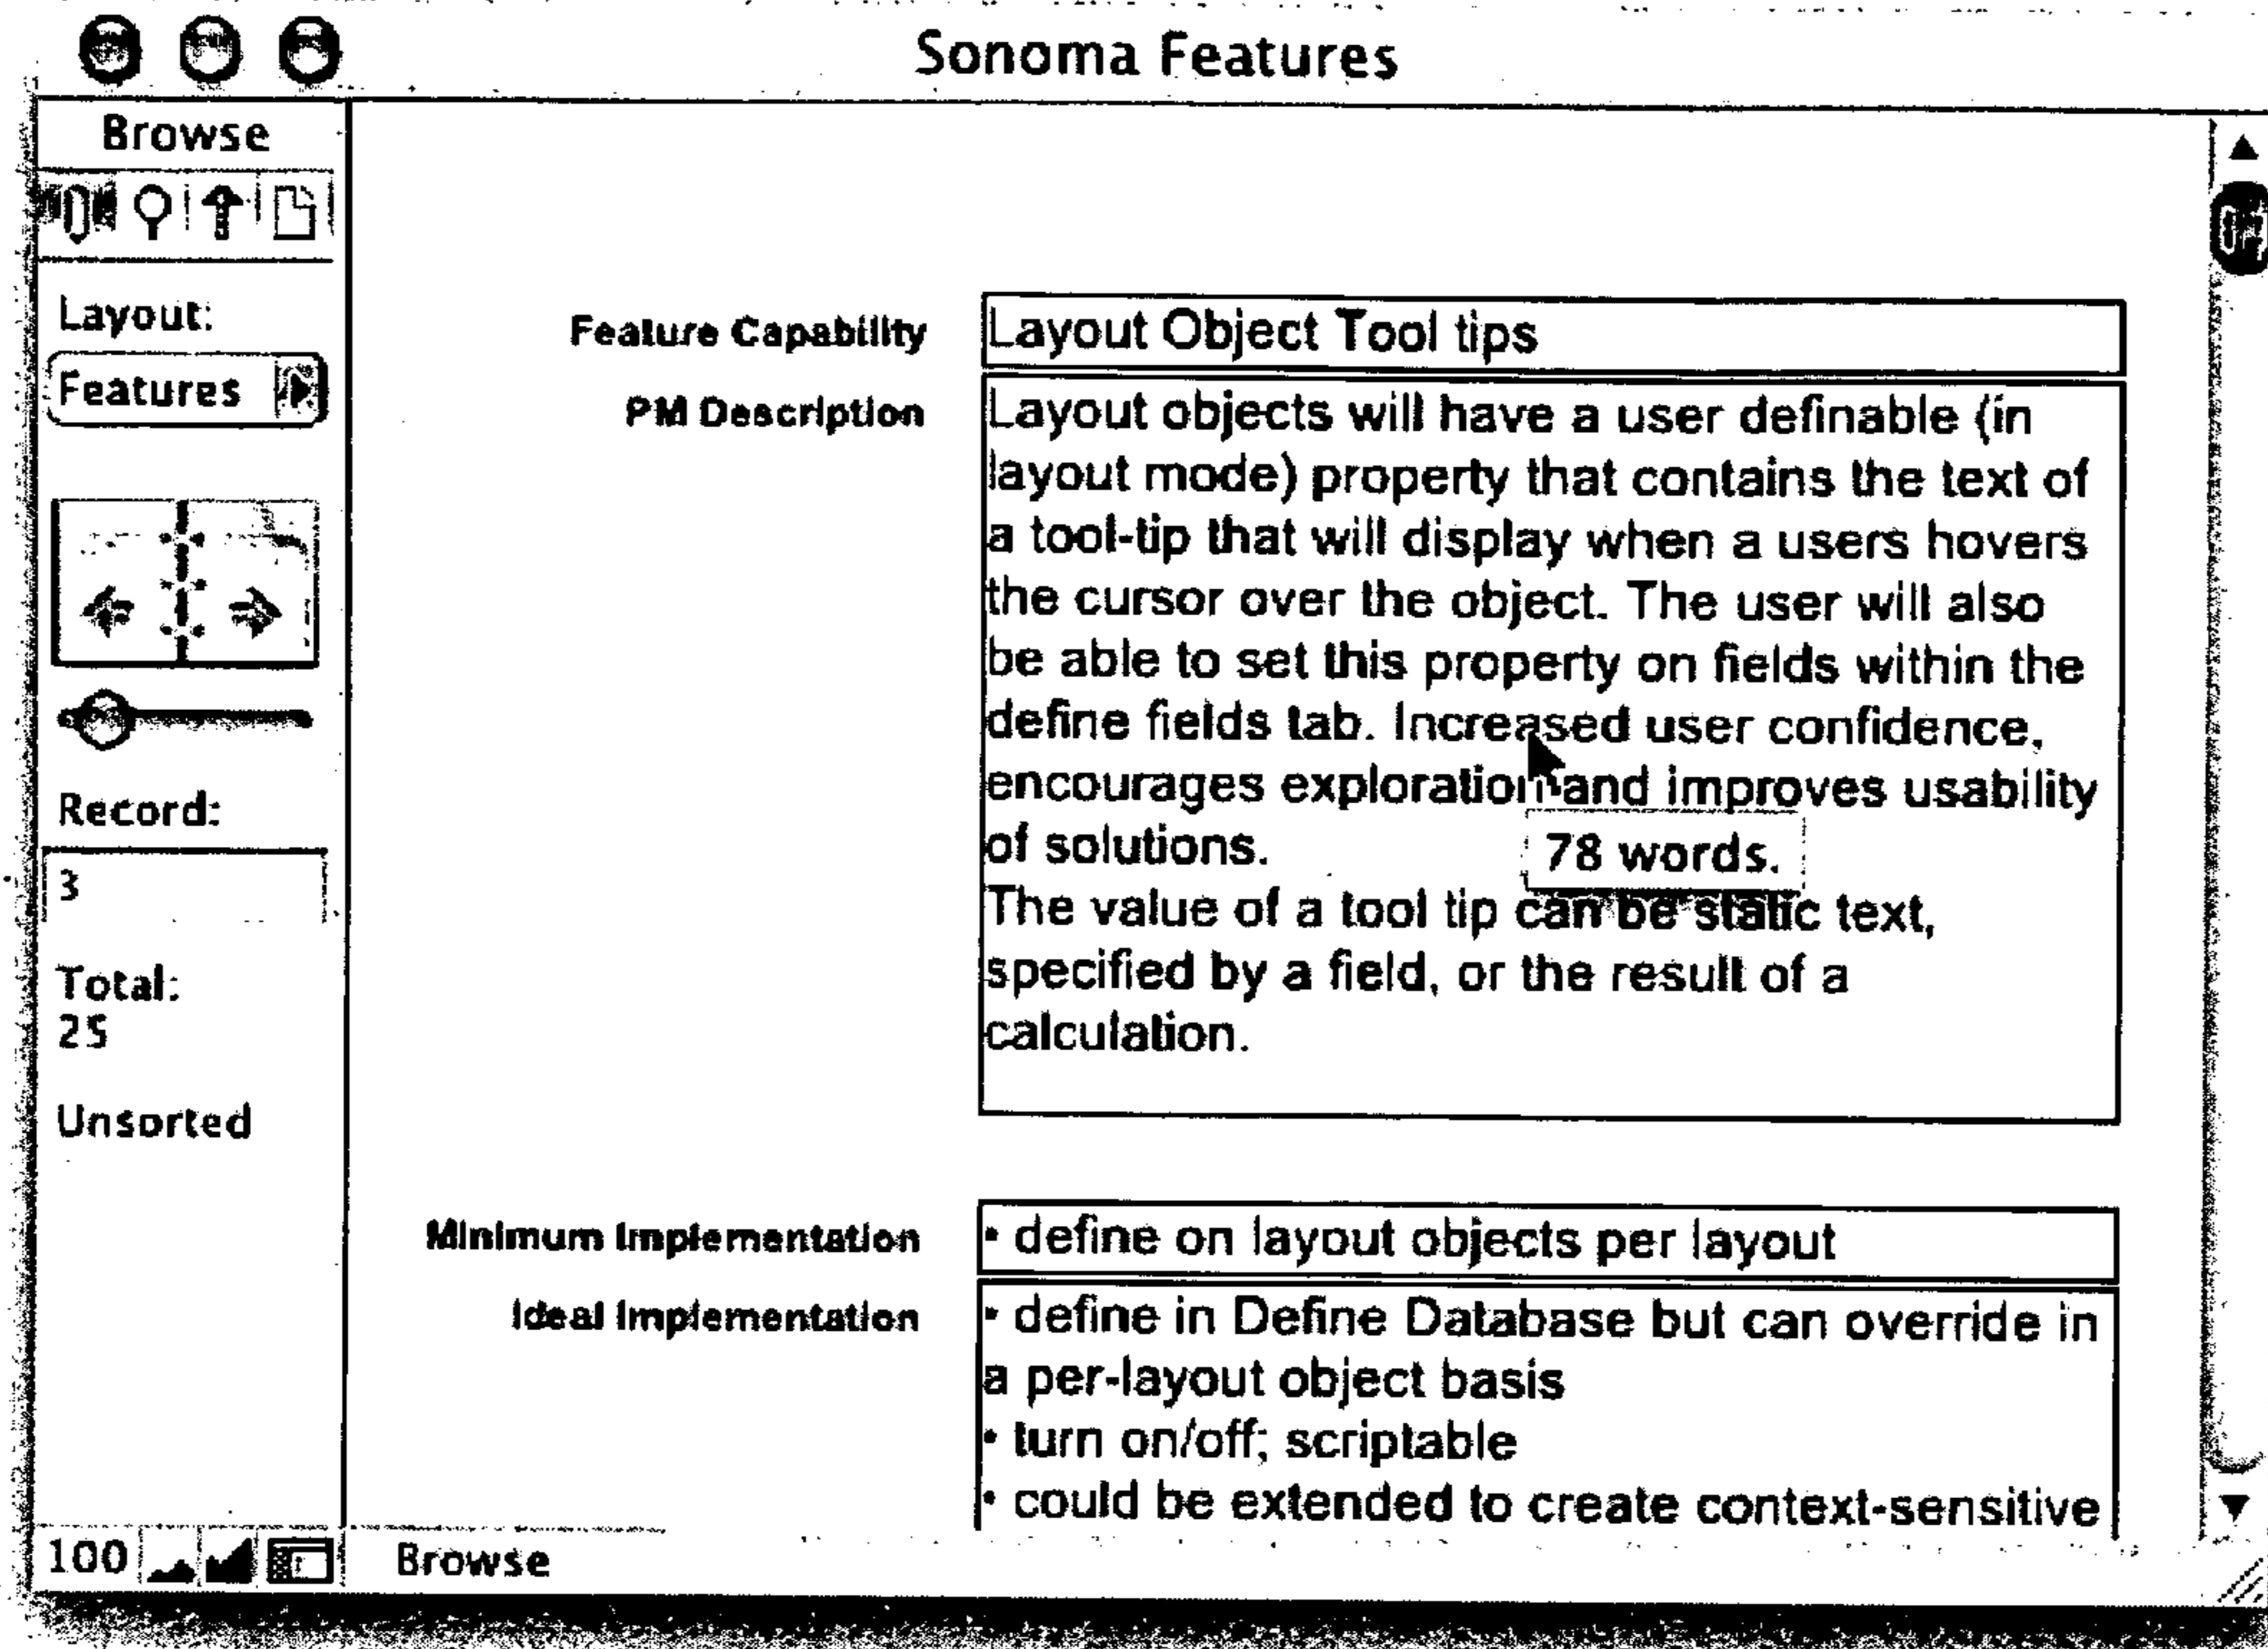 Sonoma Features
Browse
Layout:
Features
Record:
3
Total:
25
Unsorted
Feature Capability
Layout Object Tool tips
PM Description
Layout objects will have a user definable (in
layout mode) property that contains the text of
a tool-tip that will display when a users hovers
the cursor over the object. The user will also
be able to set this property on fields within the
define fields tab. Increased user confidence,
encourages exploration and improves usability
of solutions.
78 words.
The value of a tool tip can be static text,
specified by a field, or the result of a
calculation.
Minimum Implementation
• define on layout objects per layout
Ideal Implementation
• define in Define Database but can override in
a per-layout object basis
• turn on/off; scriptable
• could be extended to create context-sensitive
100
Browse